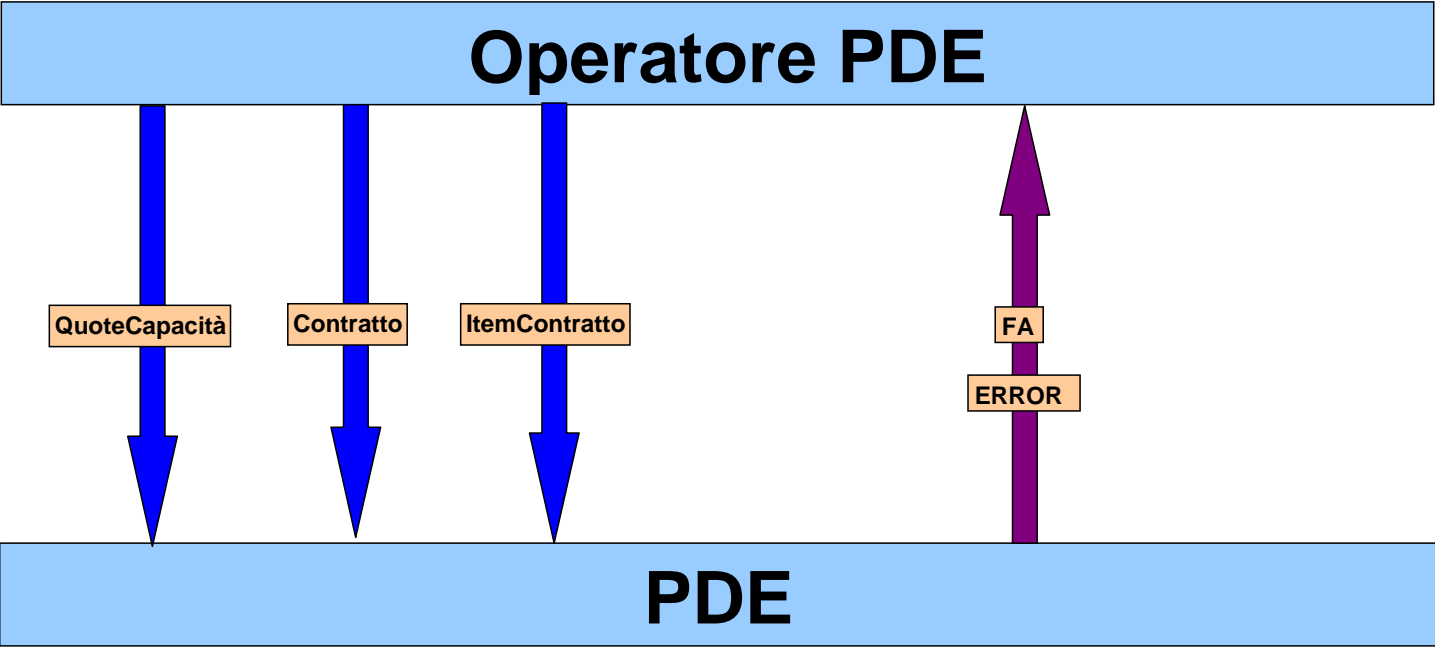 Operatore PDE
QuoteCapacità
Contratto
ItemContratto
FA
ERROR
PDE